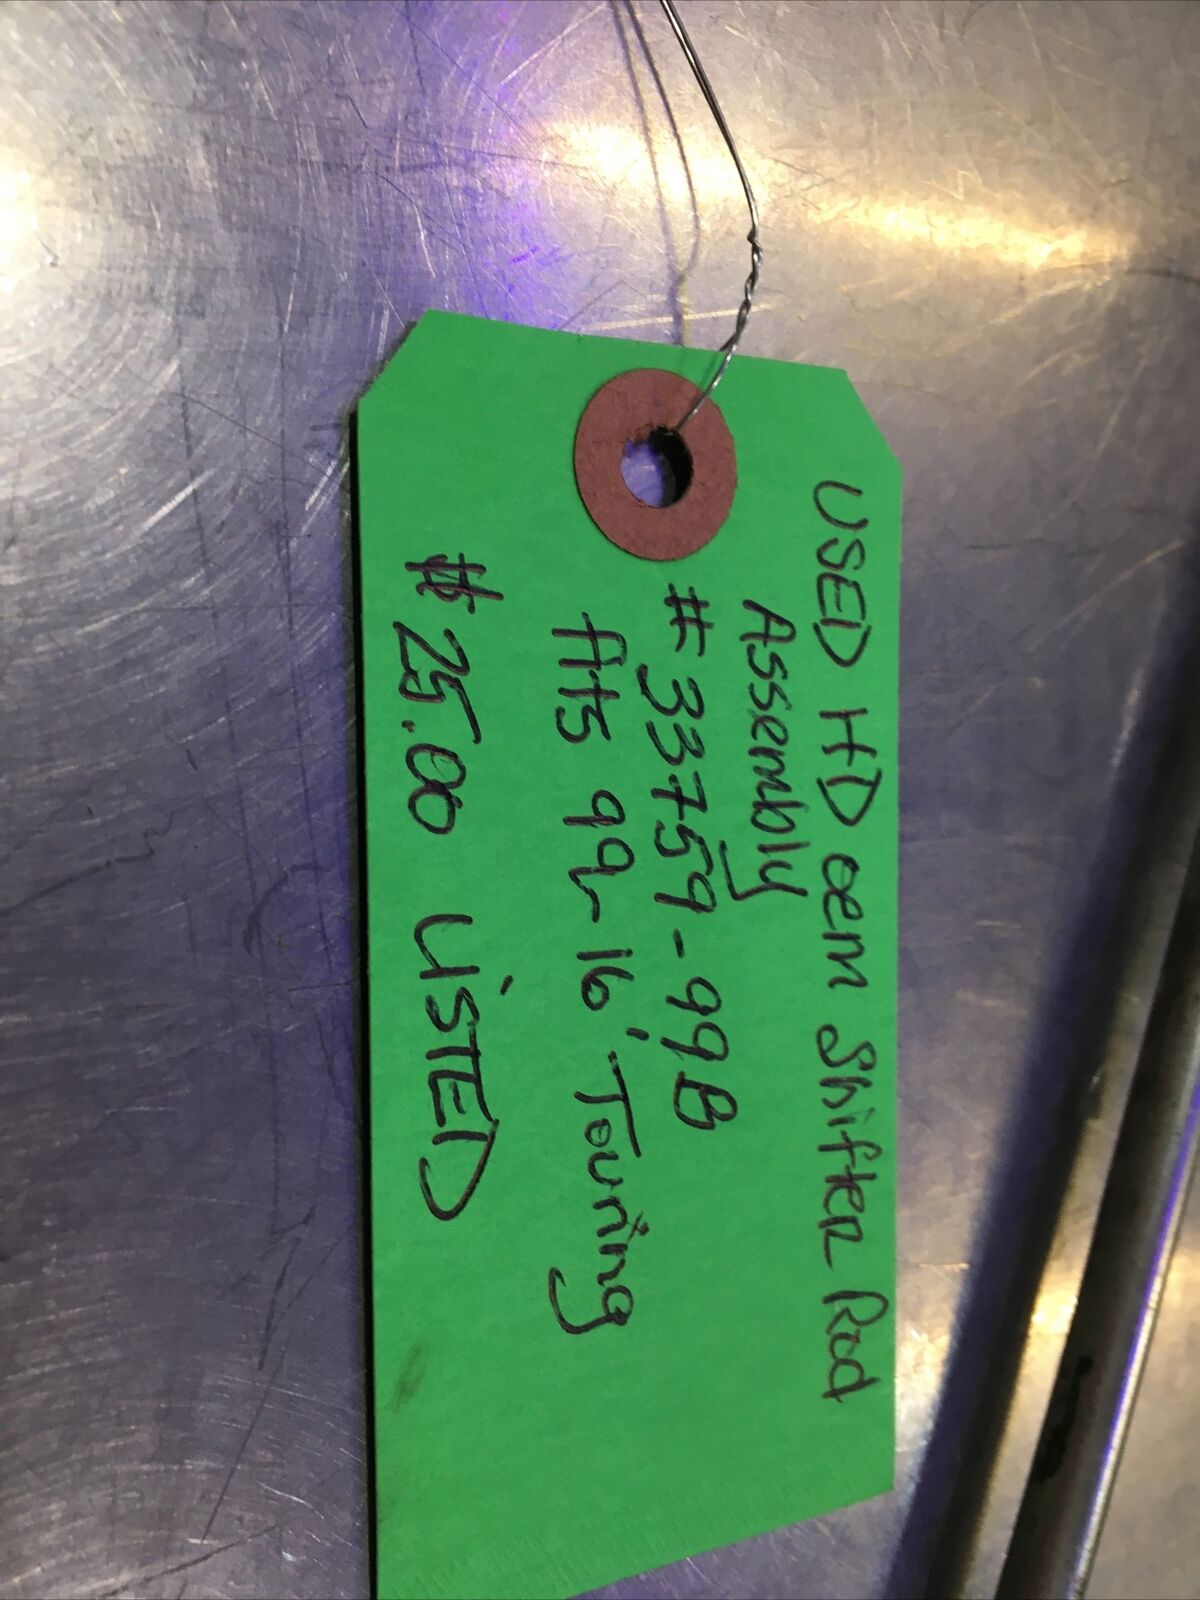 USED HD oem Shifter Rod
Assembly
# 33759-99B
fits 99-16' Touring
$25.00 LiSTED